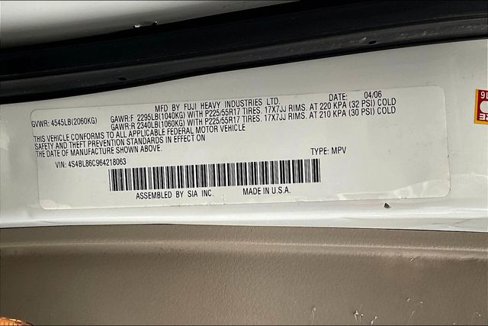 MFD BY FUJI HEAVY INDUSTRIES LTD. DATE: 04/06
GVWR: 4545LB(2060KG) GAWR:F 2295LB(1040KG) WITH P225/55R17 TIRES, 17X7JJ RIMS, AT 220 KPA (32 PSI) COLD
GAWR:R 2340LB(1060KG) WITH P225/55R17 TIRES, 17X7JJ RIMS, AT 210 KPA (30 PSI) COLD
THIS VEHICLE CONFORMS TO ALL APPLICABLE FEDERAL MOTOR VEHICLE
SAFETY AND THEFT PREVENTION STANDARDS IN EFFECT ON
THE DATE OF MANUFACTURE SHOWN ABOVE.
VIN: 4S4BL86C964218063 TYPE: MPV
ASSEMBLED BY SIA INC. MADE IN U.S.A.